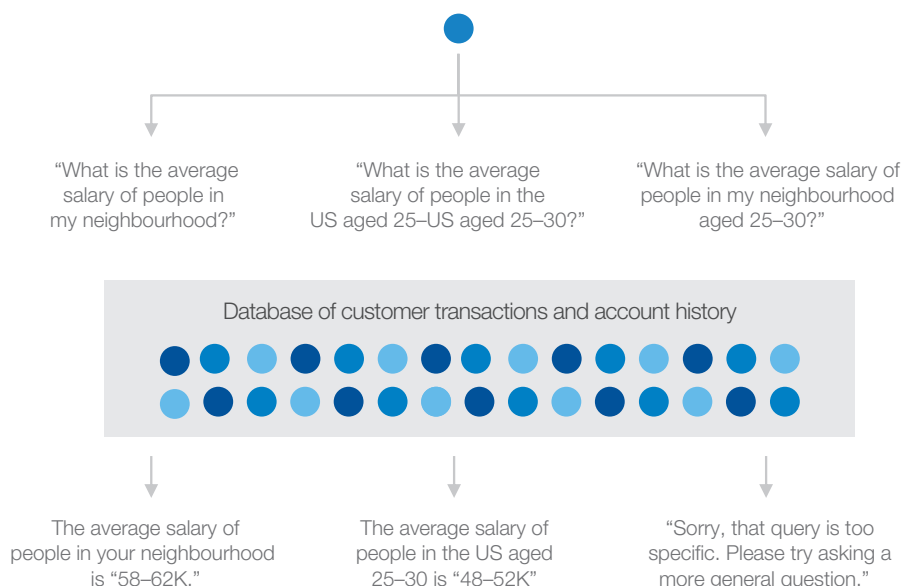 “What is the average
salary of people in
my neighbourhood?”
“What is the average
salary of people in the
US aged 25–US aged 25–30?”
“What is the average salary of
people in my neighbourhood
aged 25–30?”
Database of customer transactions and account history
The average salary of
people in your neighbourhood
is “58–62K.”
The average salary of
people in the US aged
25–30 is “48–52K”
“Sorry, that query is too
specific. Please try asking a
more general question.”